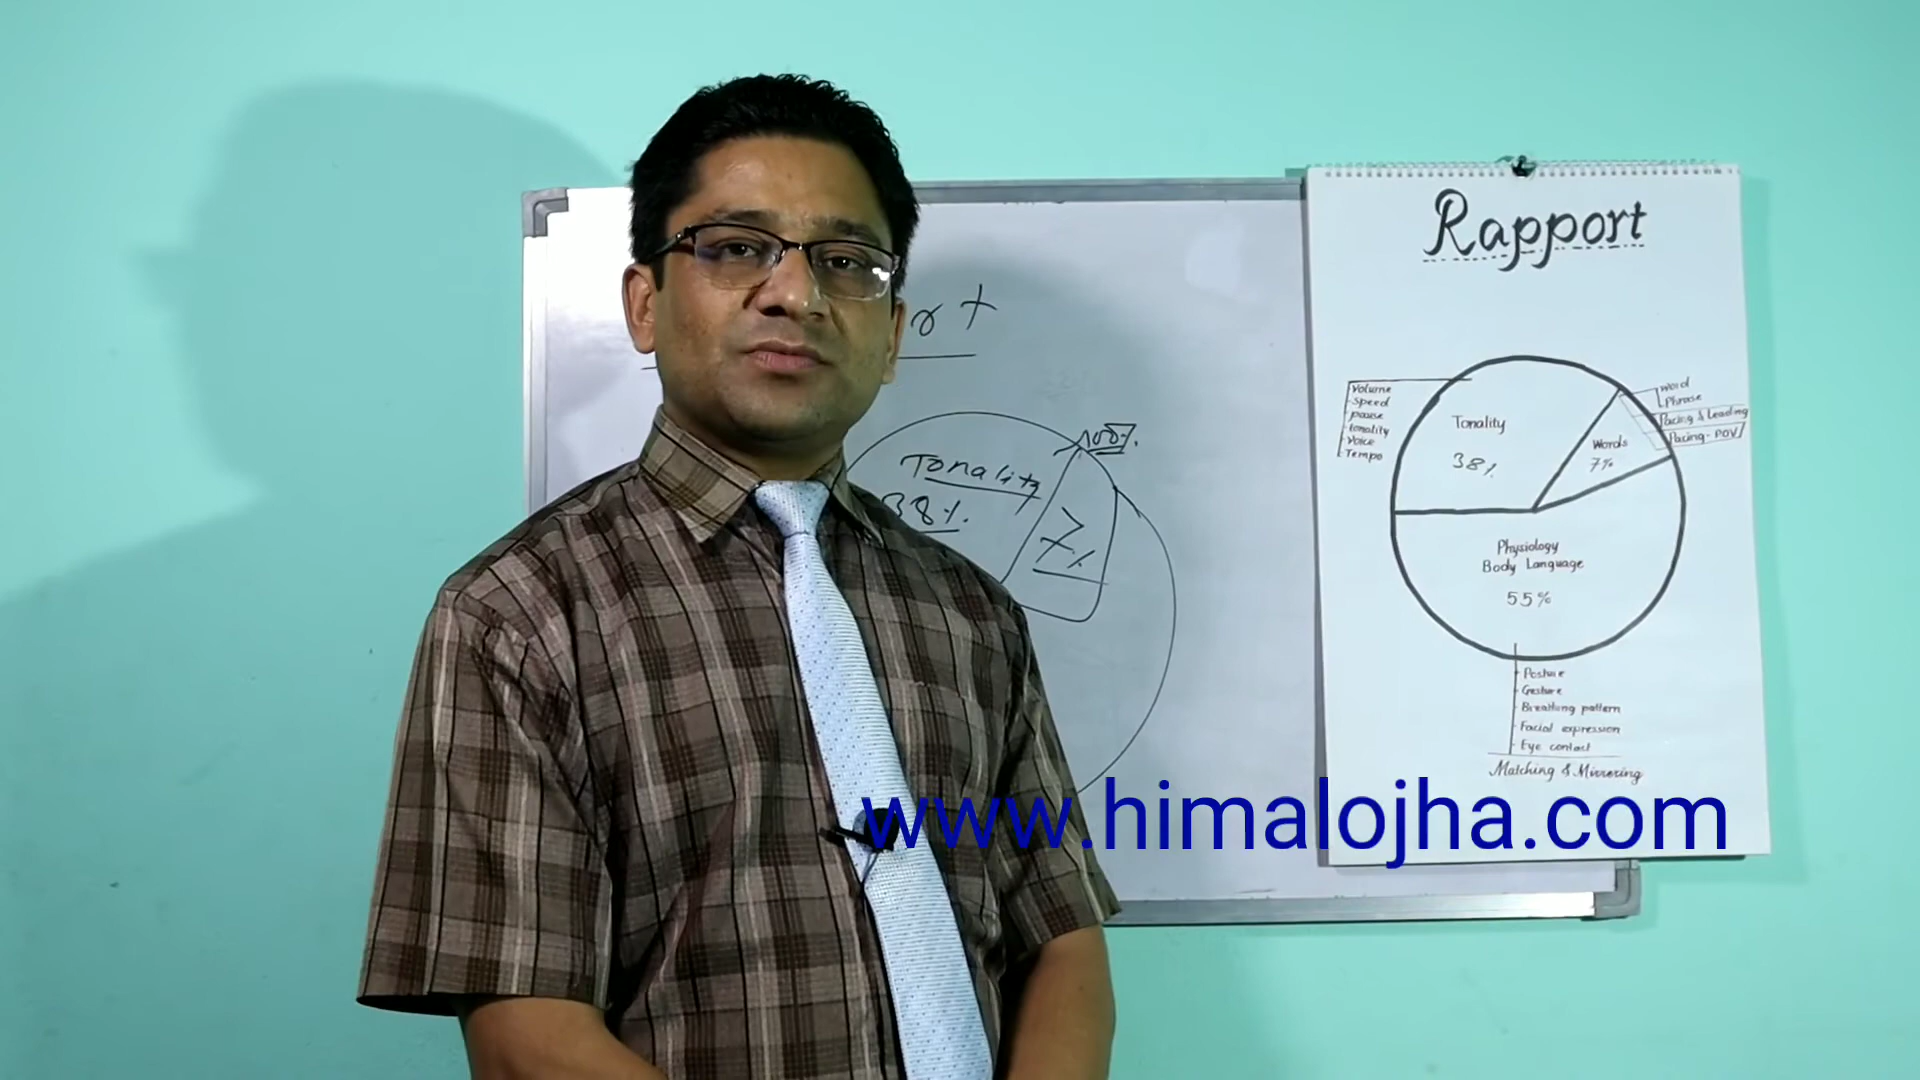 rt
Tonality
38%.
7%
100%.
Rapport
Volume
Speed
pause
tonality
Voice
Tempo
Tonality
38%
Words
7%
word
Phrase
Pacing & Leading
Pacing - POV
Physiology
Body Language
55%
Posture
Gesture
Breathing pattern
Facial expression
Eye contact
Matching & Mirroring
www.himalojha.com